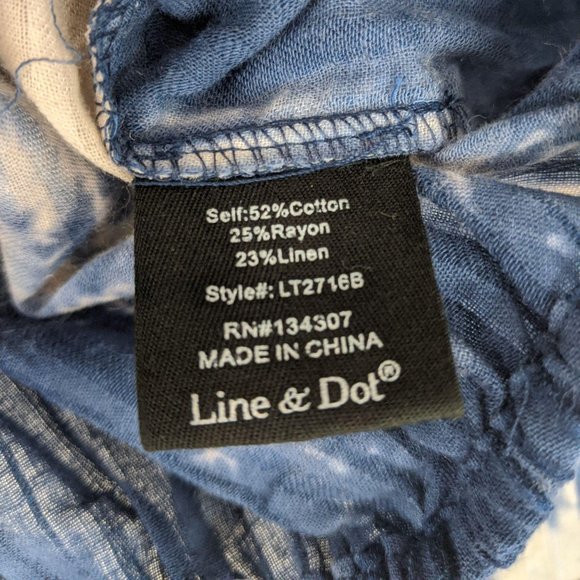 Self:52%Cotton
25%Rayon
23%Linen
Style#: LT2716B
RN#134307
MADE IN CHINA
Line & Dot®